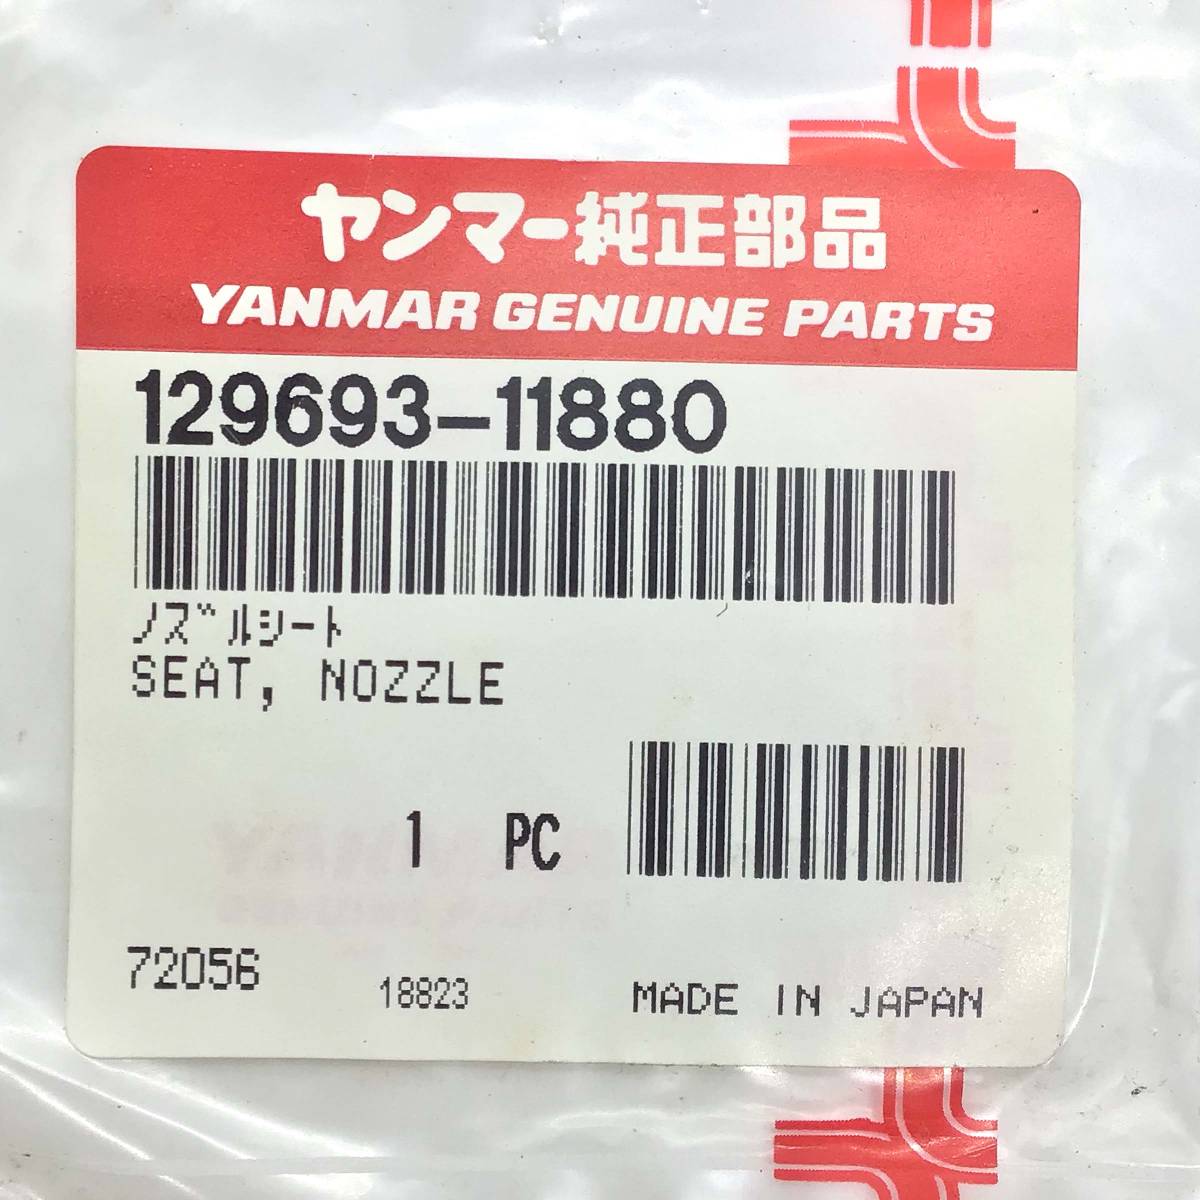 ヤンマー純正部品
YANMAR GENUINE PARTS
129693-11880
ノズルシート
SEAT, NOZZLE
1 PC
72056
18823
MADE IN JAPAN